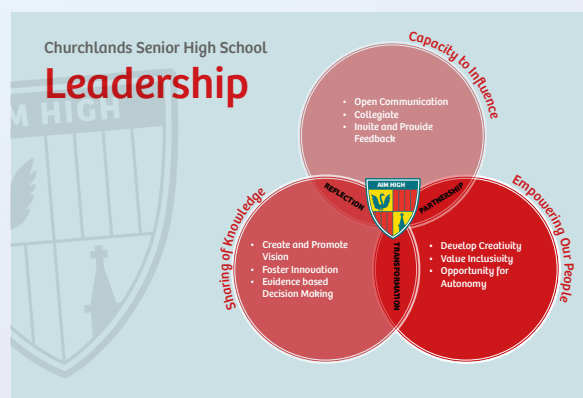 Churchlands Senior High School
Leadership
AIM HIGH
Capacity to Influence
• Open Communication
• Collegiate
• Invite and Provide
Feedback
REFLECTION
AIM HIGH
PARTNERSHIP
TRANSFORMATION
Sharing of Knowledge
• Create and Promote
Vision
• Foster Innovation
• Evidence based
Decision Making
Empowering Our People
• Develop Creativity
• Value Inclusivity
• Opportunity for
Autonomy